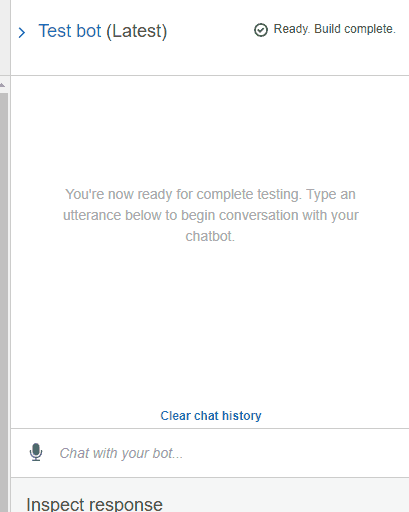 Test bot (Latest)
Ready. Build complete.
You're now ready for complete testing. Type an
utterance below to begin conversation with your
chatbot.
Clear chat history
Chat with your bot...
Inspect response